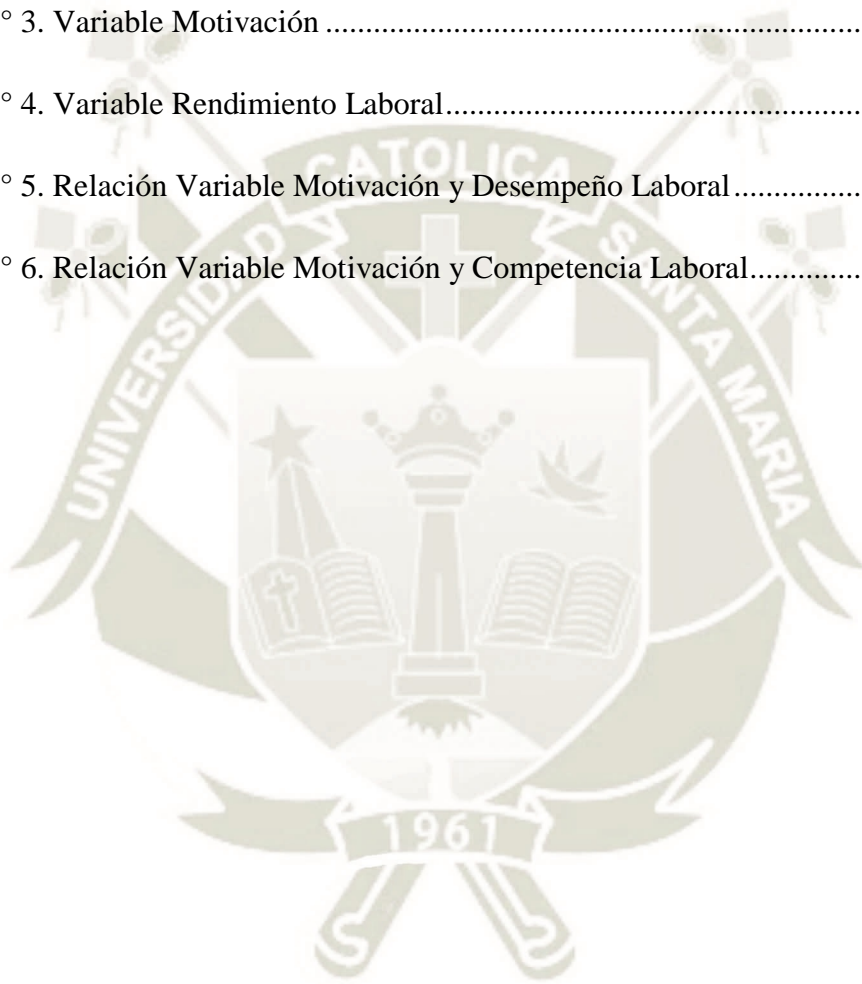 ° 3. Variable Motivación ................................................................
° 4. Variable Rendimiento Laboral..................................................
° 5. Relación Variable Motivación y Desempeño Laboral................
° 6. Relación Variable Motivación y Competencia Laboral..............
UNIVERSIDAD CATOLICA SANTA MARIA
1961